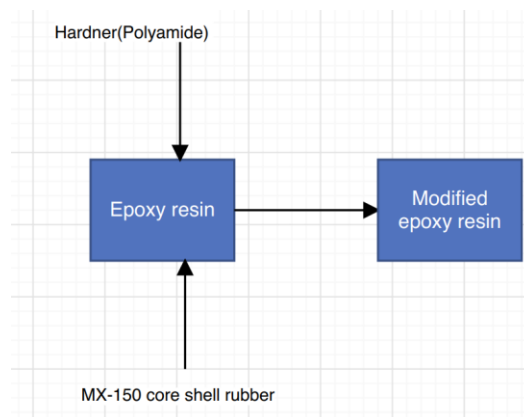 Hardner(Polyamide)
Epoxy resin
Modified
epoxy resin
MX-150 core shell rubber